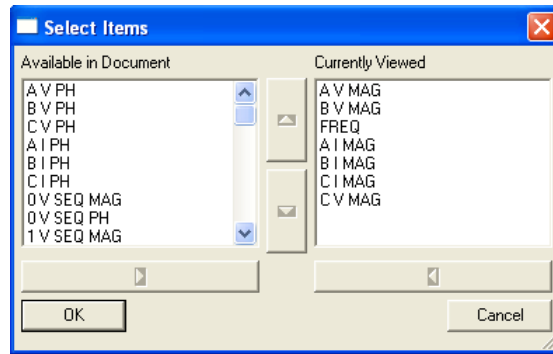 Select Items
Available in Document
A V PH
B V PH
C V PH
A I PH
B I PH
C I PH
0 V SEQ MAG
0 V SEQ PH
1 V SEQ MAG
Currently Viewed
A V MAG
B V MAG
FREQ
A I MAG
B I MAG
C I MAG
C V MAG
OK
Cancel